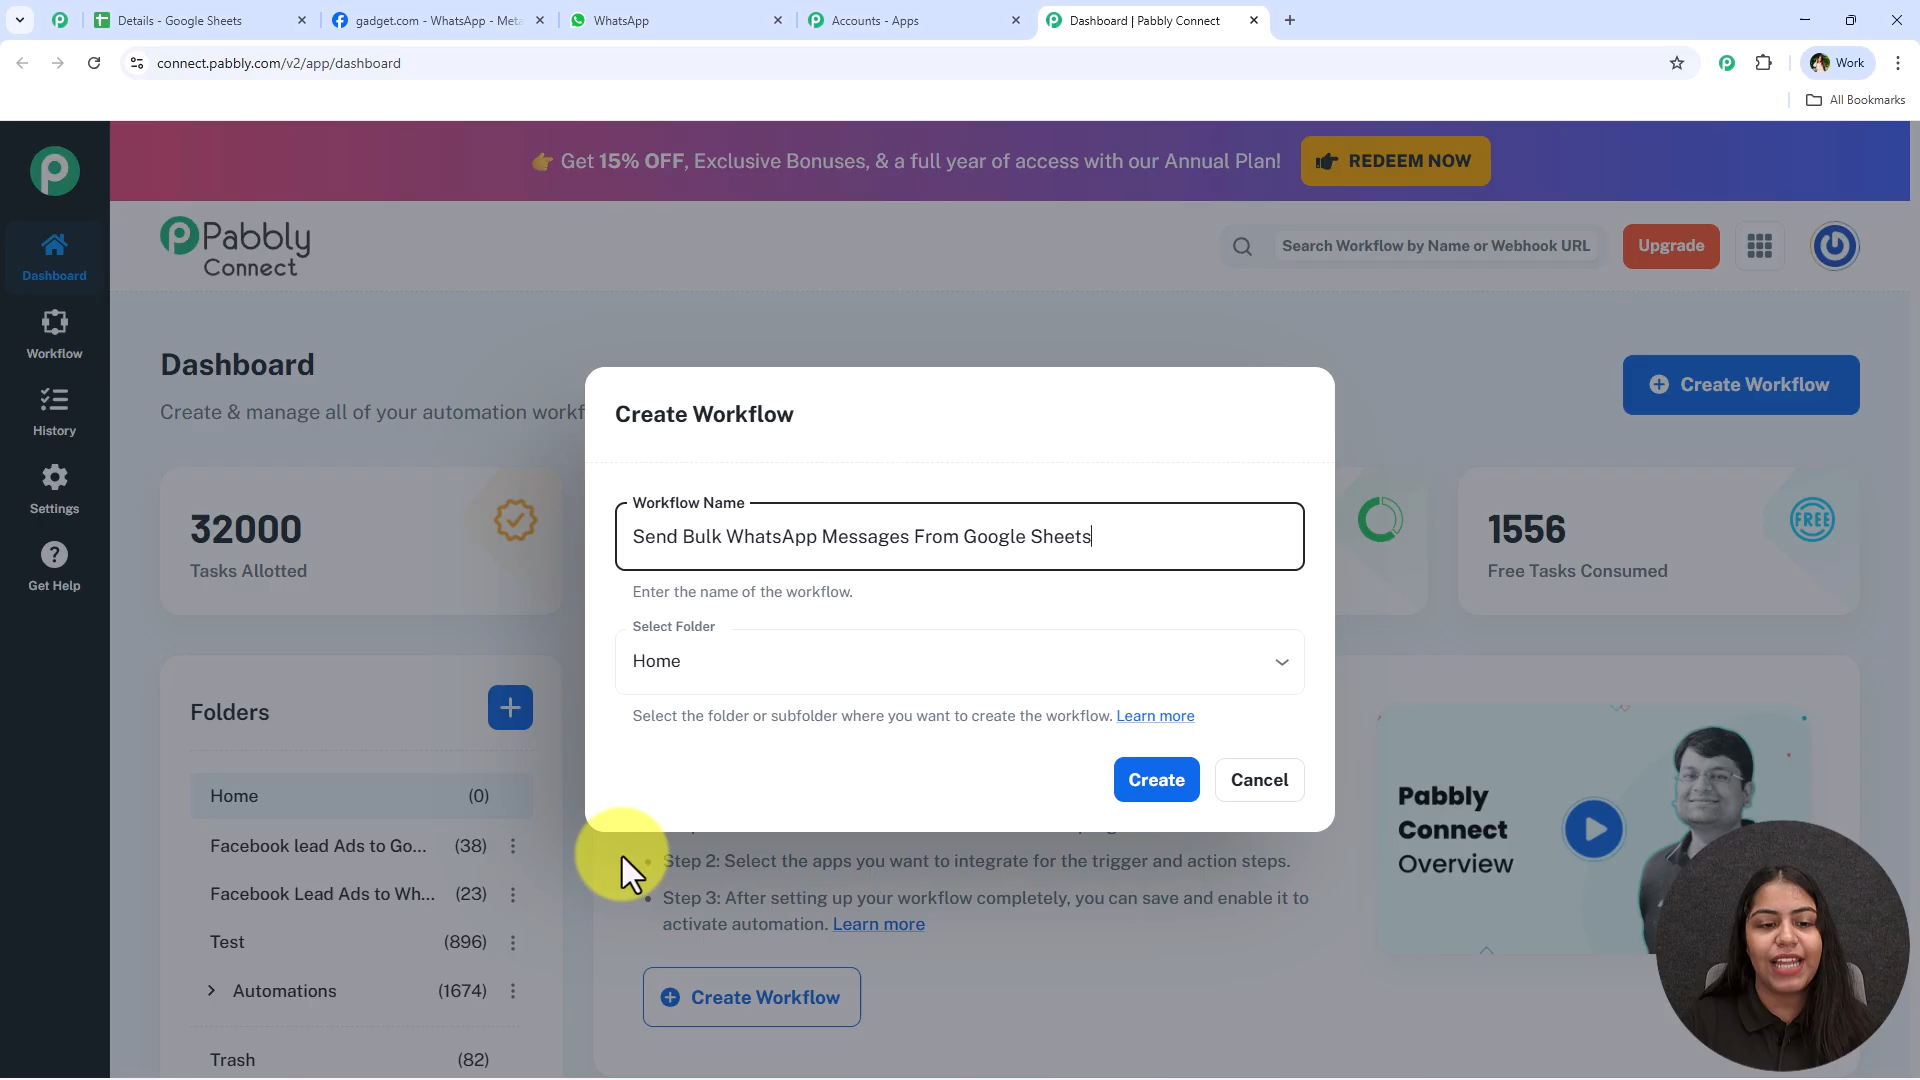 Details - Google Sheets
gadget.com - WhatsApp - Meta
WhatsApp
Accounts - Apps
Dashboard | Pabbly Connect
connect.pabbly.com/v2/app/dashboard
Work
All Bookmarks
Get 15% OFF, Exclusive Bonuses, & a full year of access with our Annual Plan!
REDEEM NOW
Pabbly
Connect
Search Workflow by Name or Webhook URL
Upgrade
Dashboard
Workflow
History
Settings
Get Help
Dashboard
Create & manage all of your automation workf
Create Workflow
32000
Tasks Allotted
1556
Free Tasks Consumed
FREE
Create Workflow
Workflow Name
Send Bulk WhatsApp Messages From Google Sheets
Enter the name of the workflow.
Select Folder
Home
Select the folder or subfolder where you want to create the workflow. Learn more
Create
Cancel
Folders
Home (0)
Facebook lead Ads to Go... (38)
Facebook Lead Ads to Wh... (23)
Test (896)
Automations (1674)
Trash (82)
Step 2: Select the apps you want to integrate for the trigger and action steps.
Step 3: After setting up your workflow completely, you can save and enable it to
activate automation. Learn more
Create Workflow
Pabbly
Connect
Overview